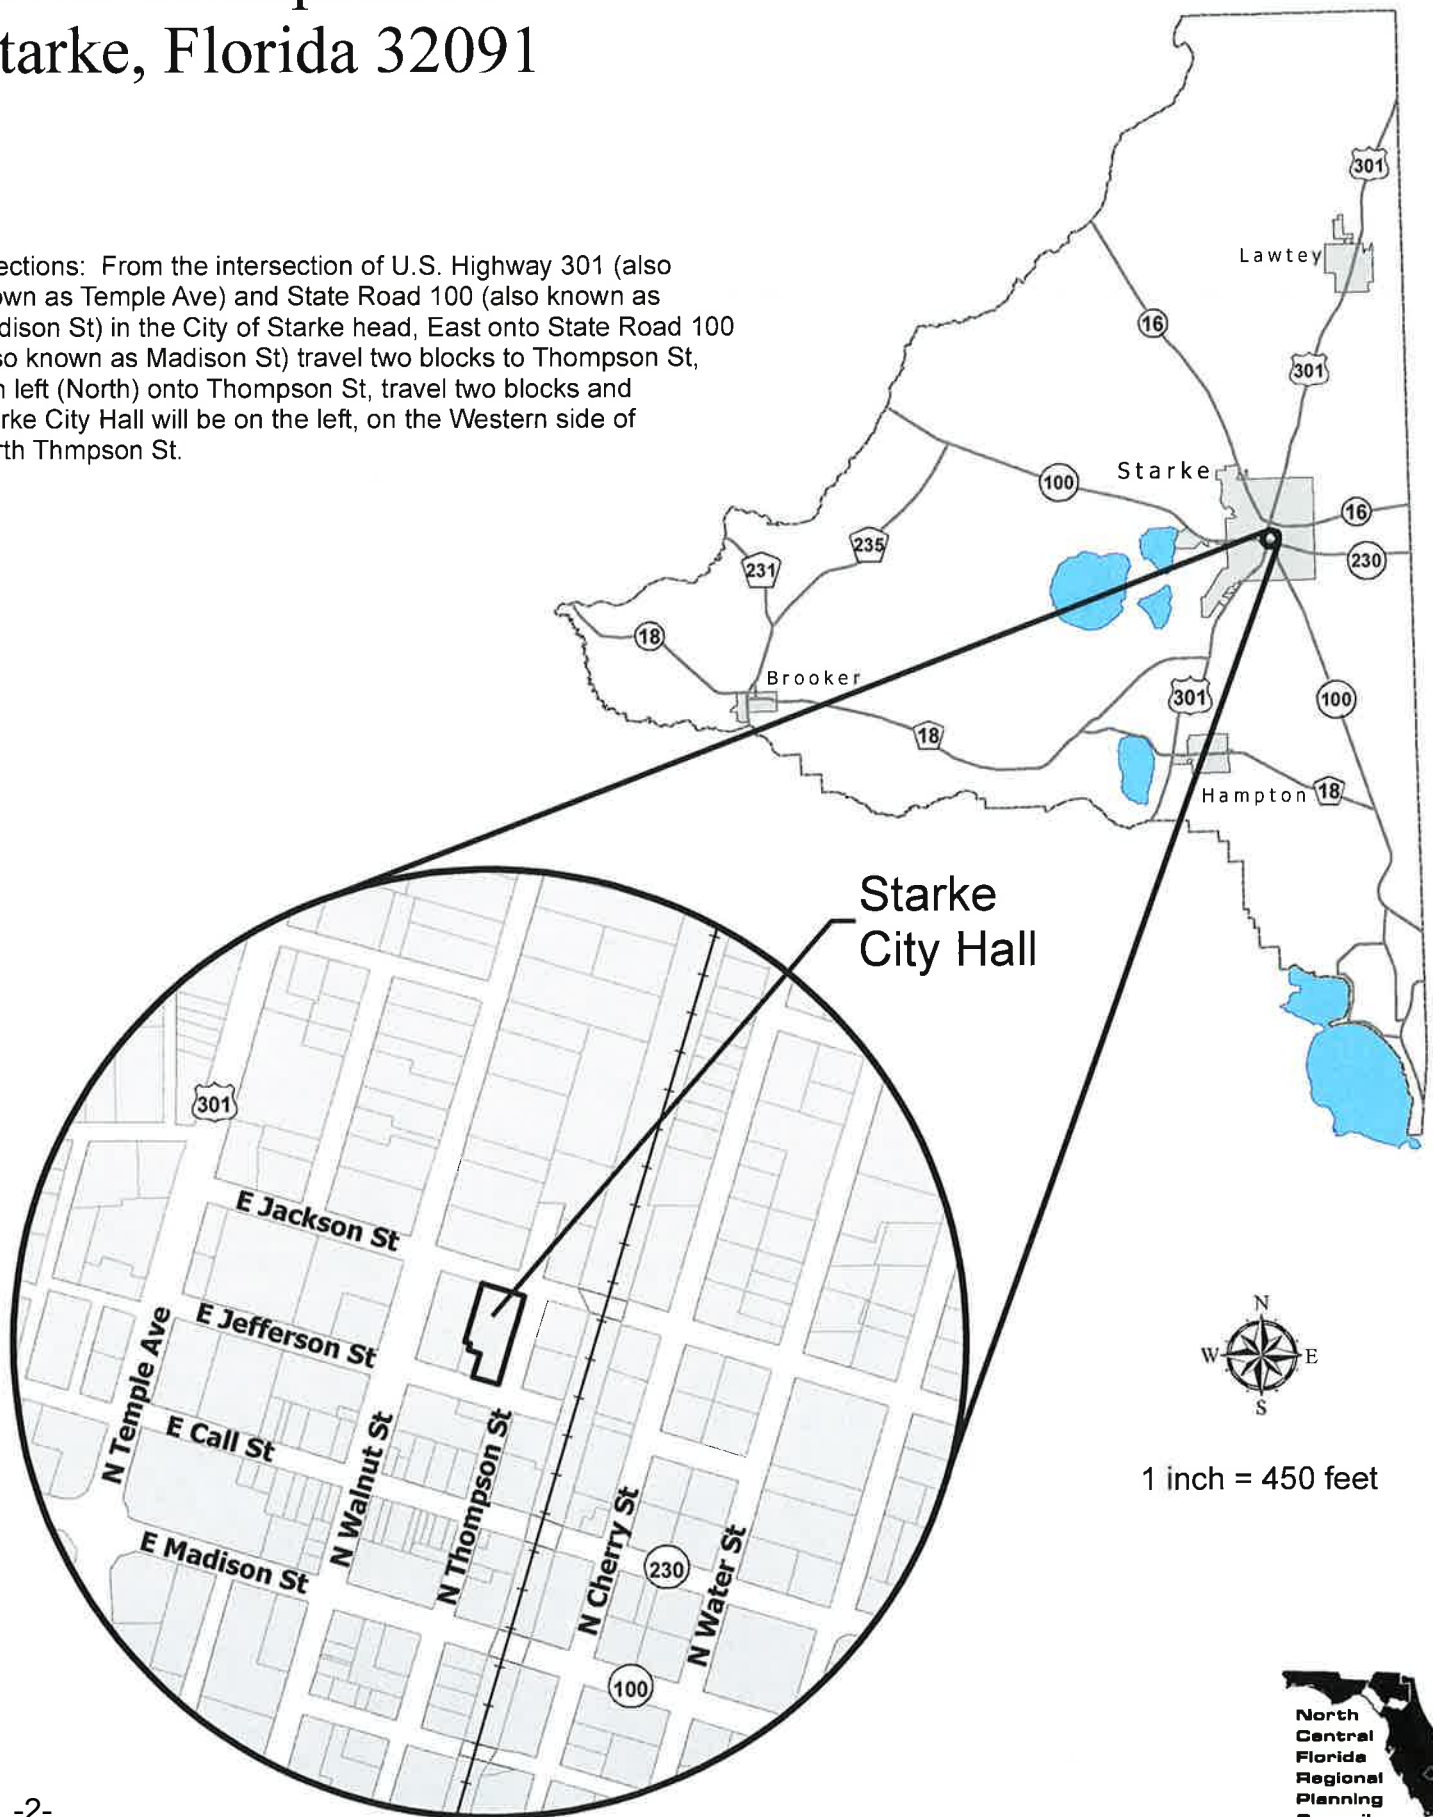 tarke, Florida 32091
ections: From the intersection of U.S. Highway 301 (also
own as Temple Ave) and State Road 100 (also known as
dison St) in the City of Starke head, East onto State Road 100
so known as Madison St) travel two blocks to Thompson St,
n left (North) onto Thompson St, travel two blocks and
rke City Hall will be on the left, on the Western side of
rth Thmpson St.
301
Lawtey
16
301
Starke
100
16
235
230
231
18
Brooker
301
100
18
Hampton
18
Starke
City Hall
301
E Jackson St
E Jefferson St
N Temple Ave
E Call St
N Walnut St
N Thompson St
E Madison St
N Cherry St
230
N Water St
100
N
W
E
S
1 inch = 450 feet
North
Central
Florida
Regional
Planning
-2-